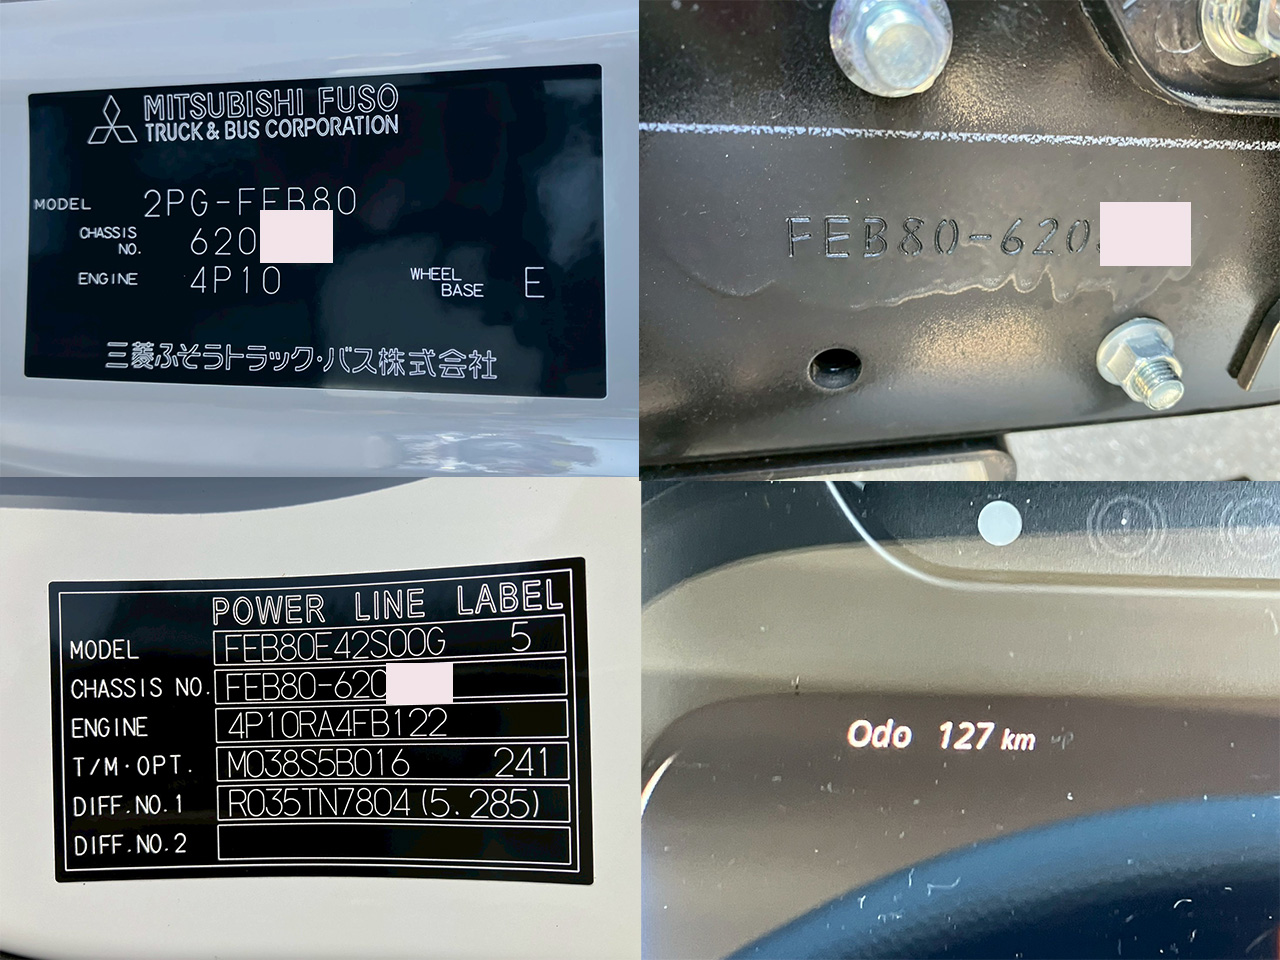 MITSUBISHI FUSO
TRUCK & BUS CORPORATION
MODEL 2PG-FEB80
CHASSIS NO. 620
ENGINE 4P10 WHEEL BASE E
三菱ふそうトラック・バス株式会社
FEB80-620
POWER LINE LABEL
MODEL FEB80E42S00G 5
CHASSIS NO. FEB80-620
ENGINE 4P10RA4FB122
T/M·OPT. M038S5B016 241
DIFF.NO.1 R035TN7804(5.285)
DIFF.NO.2
Odo 127 km